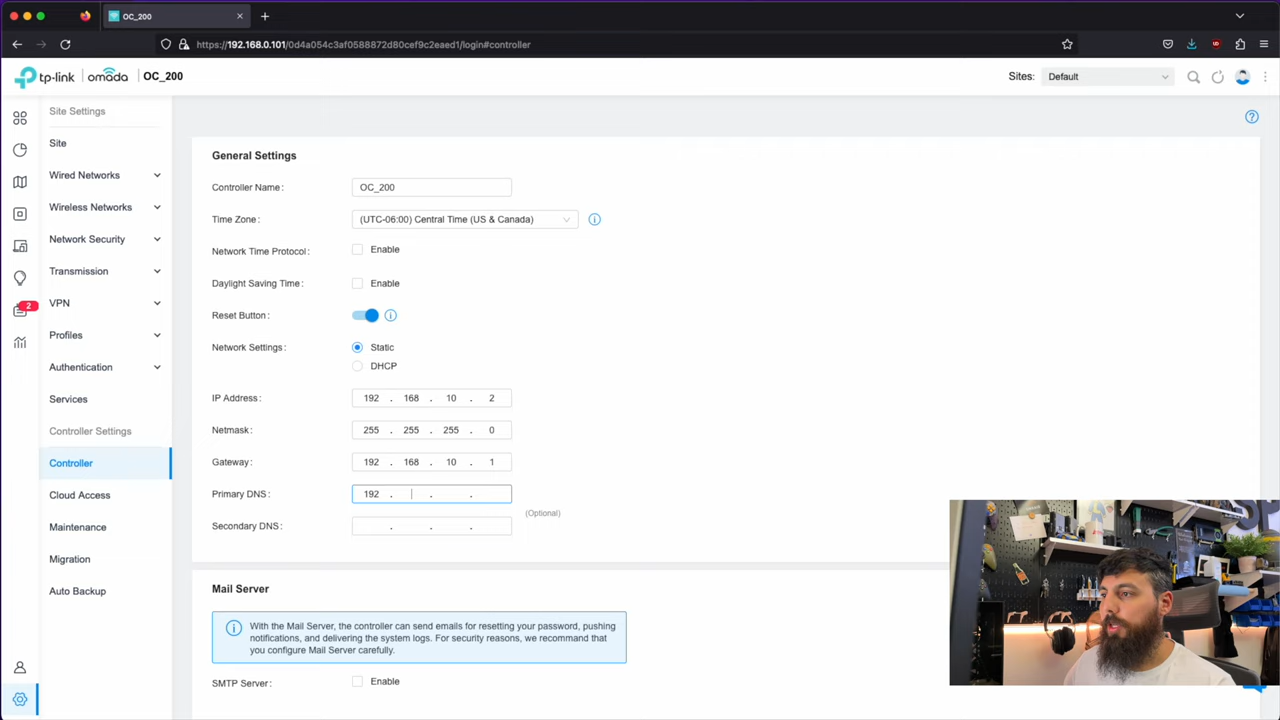 OC_200
https://192.168.0.101/0d4a054c3af0588872d80cef9c2eaed1/login#controller
tp-link | omada | OC_200
Sites: Default
Site Settings
Site
Wired Networks
Wireless Networks
Network Security
Transmission
VPN
2
Profiles
Authentication
Services
Controller Settings
Controller
Cloud Access
Maintenance
Migration
Auto Backup
General Settings
Controller Name: OC_200
Time Zone: (UTC-06:00) Central Time (US & Canada)
Network Time Protocol: Enable
Daylight Saving Time: Enable
Reset Button:
Network Settings: Static
DHCP
IP Address: 192 . 168 . 10 . 2
Netmask: 255 . 255 . 255 . 0
Gateway: 192 . 168 . 10 . 1
Primary DNS: 192 . . .
(Optional)
Secondary DNS: . . .
Mail Server
With the Mail Server, the controller can send emails for resetting your password, pushing
notifications, and delivering the system logs. For security reasons, we recommand that
you configure Mail Server carefully.
SMTP Server: Enable